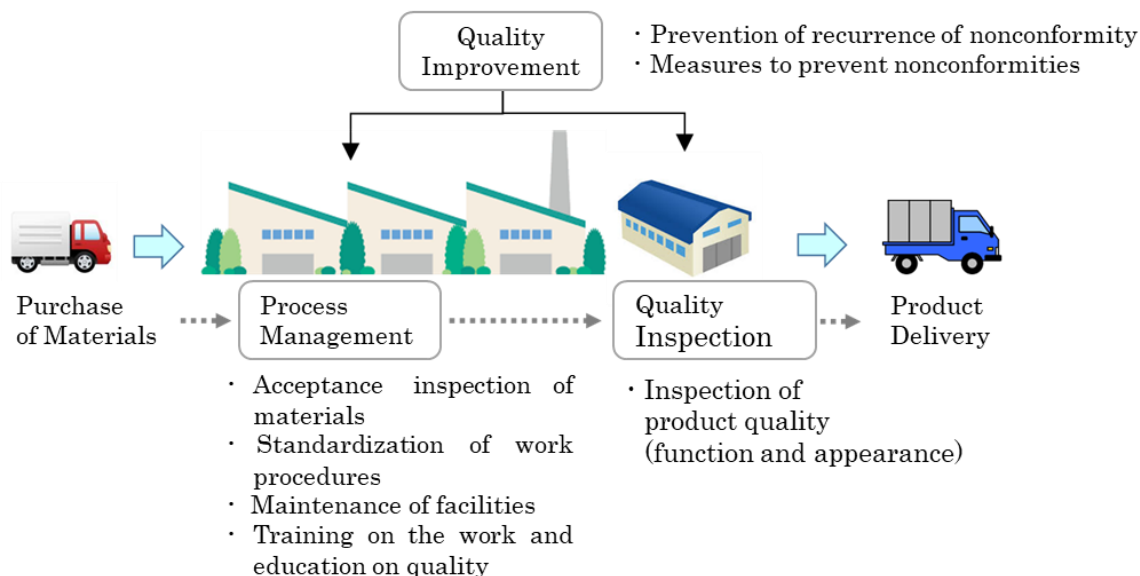 Quality
Improvement
・Prevention of recurrence of nonconformity
・Measures to prevent nonconformities
Purchase
of Materials
Process
Management
Quality
Inspection
Product
Delivery
・ Acceptance inspection of
materials
・ Standardization of work
procedures
・ Maintenance of facilities
・ Training on the work and
education on quality
・Inspection of
product quality
(function and appearance)